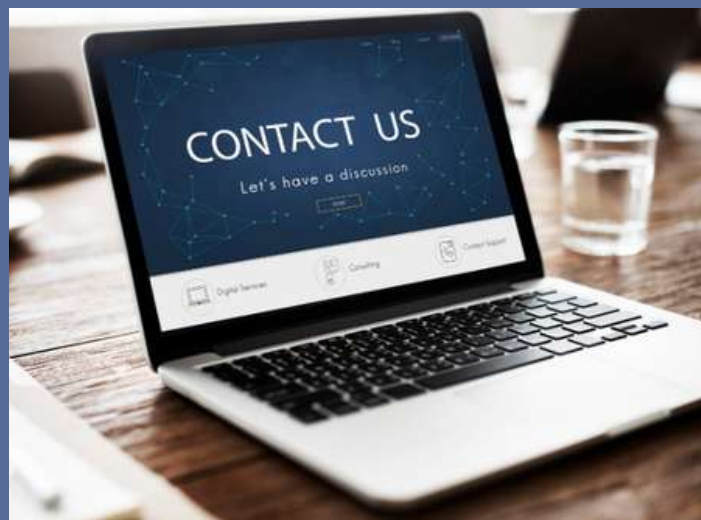 CONTACT US
Let's have a discussion
Digital Services
Consulting
Contact Support